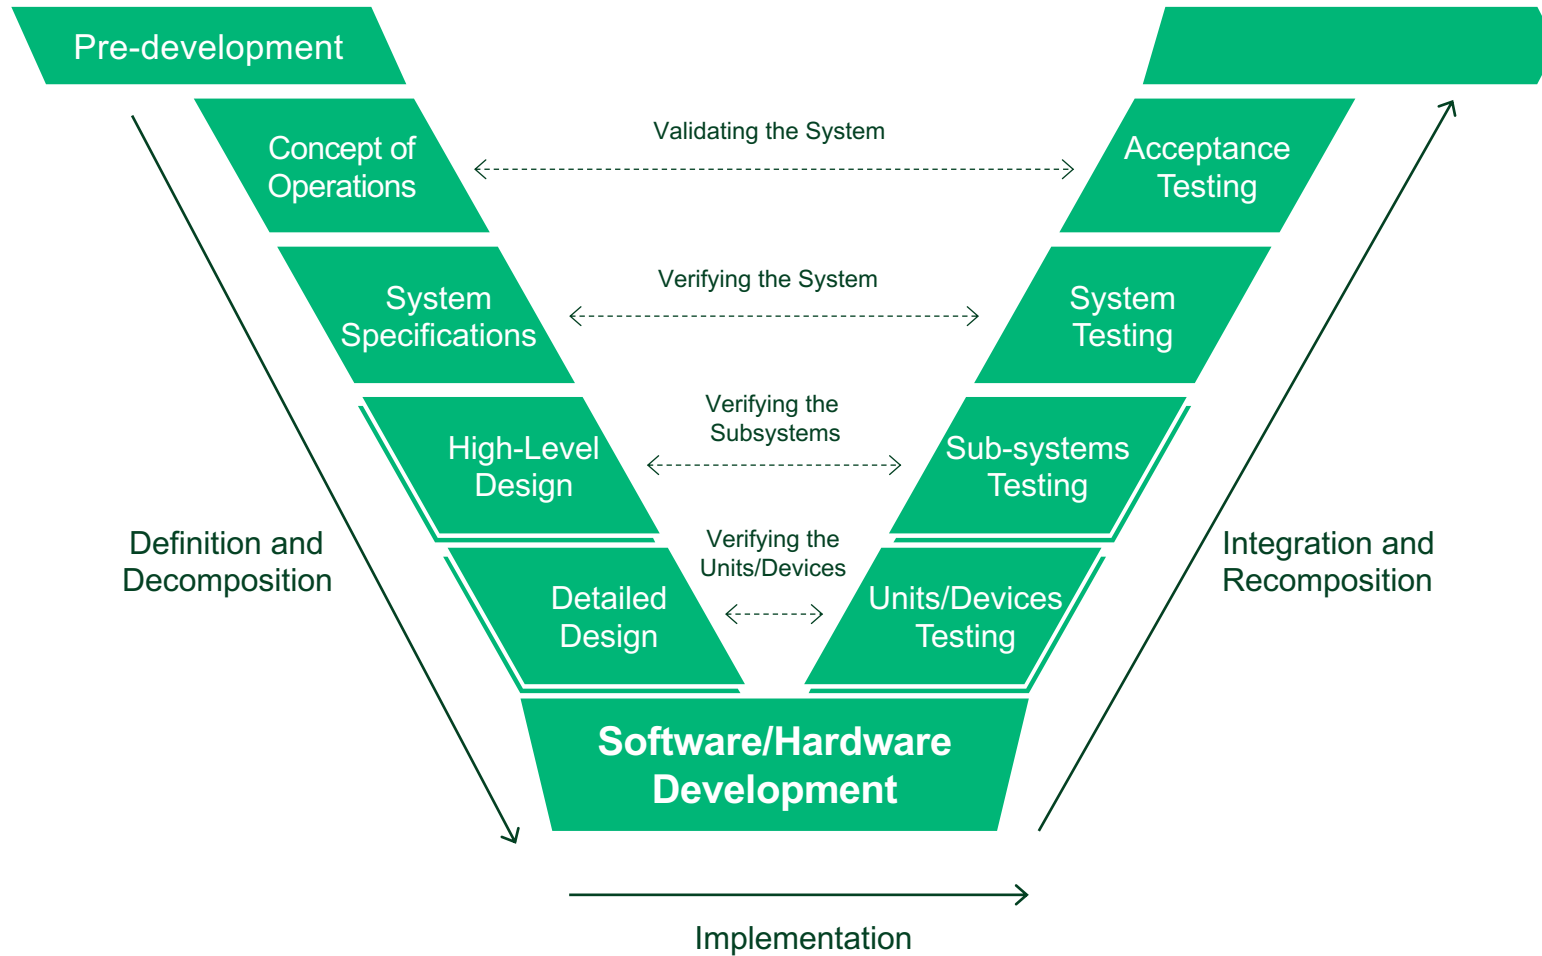 Pre-development
Concept of
Operations
Validating the System
Acceptance
Testing
System
Specifications
Verifying the System
System
Testing
High-Level
Design
Verifying the
Subsystems
Sub-systems
Testing
Detailed
Design
Verifying the
Units/Devices
Units/Devices
Testing
Definition and
Decomposition
Integration and
Recomposition
Software/Hardware
Development
Implementation